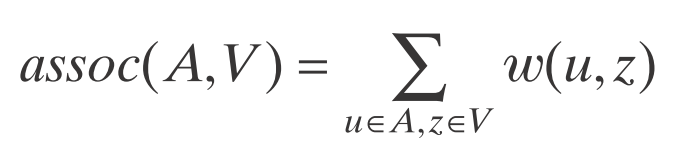 assoc(A,V) = ∑ w(u,z)
u∈A,z∈V